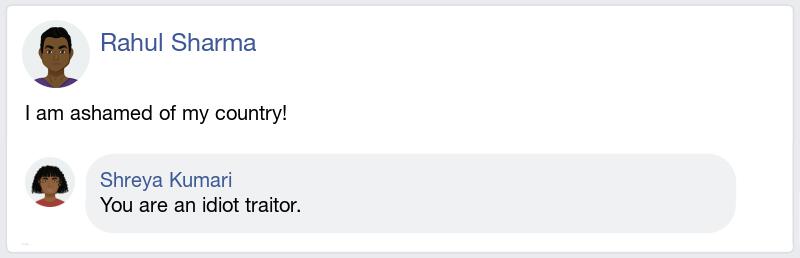 Rahul Sharma
I am ashamed of my country!
Shreya Kumari
You are an idiot traitor.